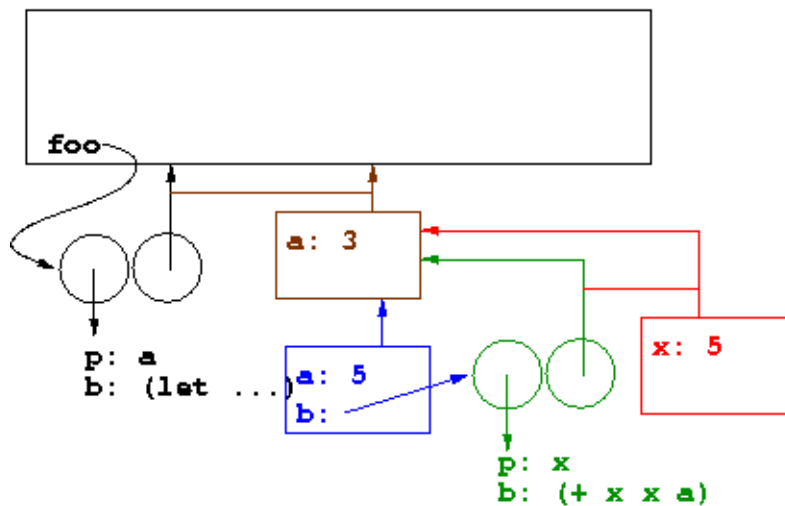 foo
a: 3
p: a
b: (let ...)
a: 5
b:
x: 5
p: x
b: (+ x x a)